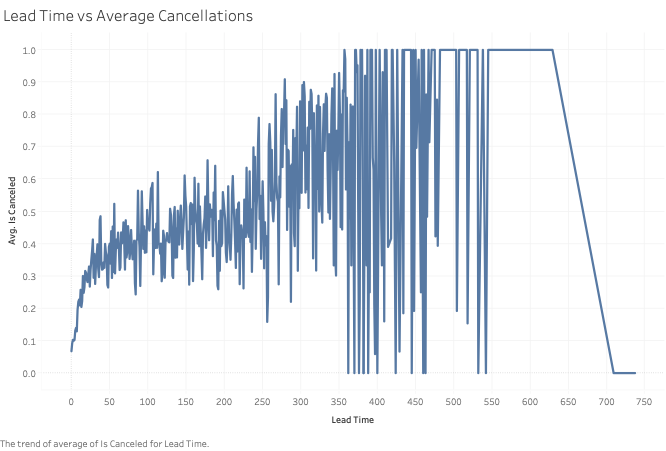 Lead Time vs Average Cancellations
1.0
0.9
0.8
0.7
0.6
0.5
0.4
0.3
0.2
0.1
0.0
Avg. Is Canceled
0 50 100 150 200 250 300 350 400 450 500 550 600 650 700 750
Lead Time
The trend of average of Is Canceled for Lead Time.